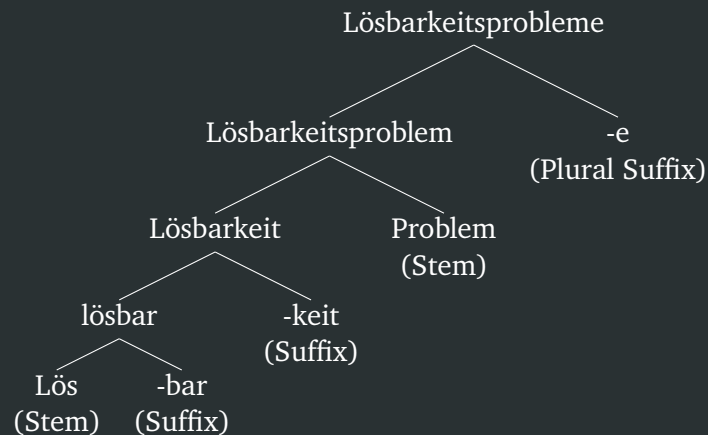 Lösbarkeitsprobleme
Lösbarkeitsproblem -e
(Plural Suffix)
Lösbarkeit Problem
(Stem)
lösbar -keit
(Suffix)
Lös -bar
(Stem) (Suffix)